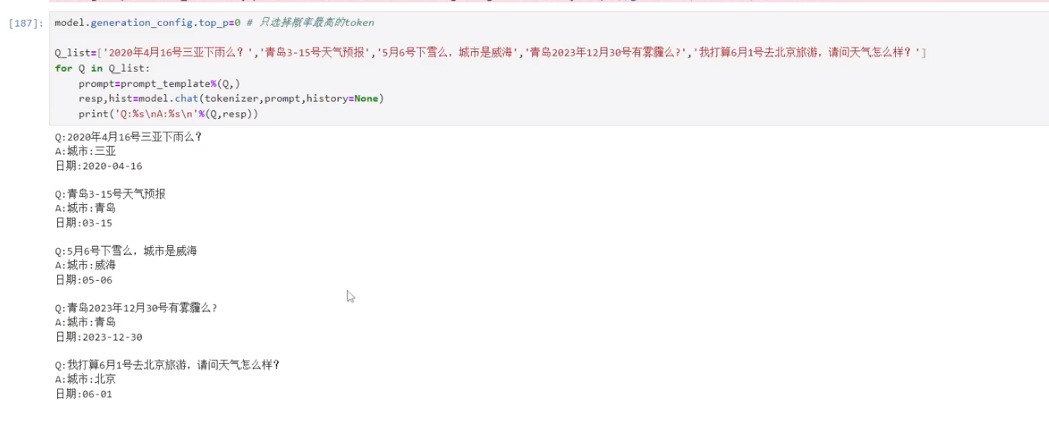 [187]: model.generation_config.top_p=0 # 只选择概率最高的token
Q_list=['2020年4月16号三亚下雨么？','青岛3-15号天气预报','5月6号下雪么，城市是威海','青岛2023年12月30号有雾霾么?','我打算6月1号去北京旅游，请问天气怎么样？']
for Q in Q_list:
    prompt=prompt_template%(Q,)
    resp,hist=model.chat(tokenizer,prompt,history=None)
    print('Q:%s\nA:%s\n'%(Q,resp))
Q:2020年4月16号三亚下雨么？
A:城市:三亚
日期:2020-04-16
Q:青岛3-15号天气预报
A:城市:青岛
日期:03-15
Q:5月6号下雪么，城市是威海
A:城市:威海
日期:05-06
Q:青岛2023年12月30号有雾霾么?
A:城市:青岛
日期:2023-12-30
Q:我打算6月1号去北京旅游，请问天气怎么样？
A:城市:北京
日期:06-01